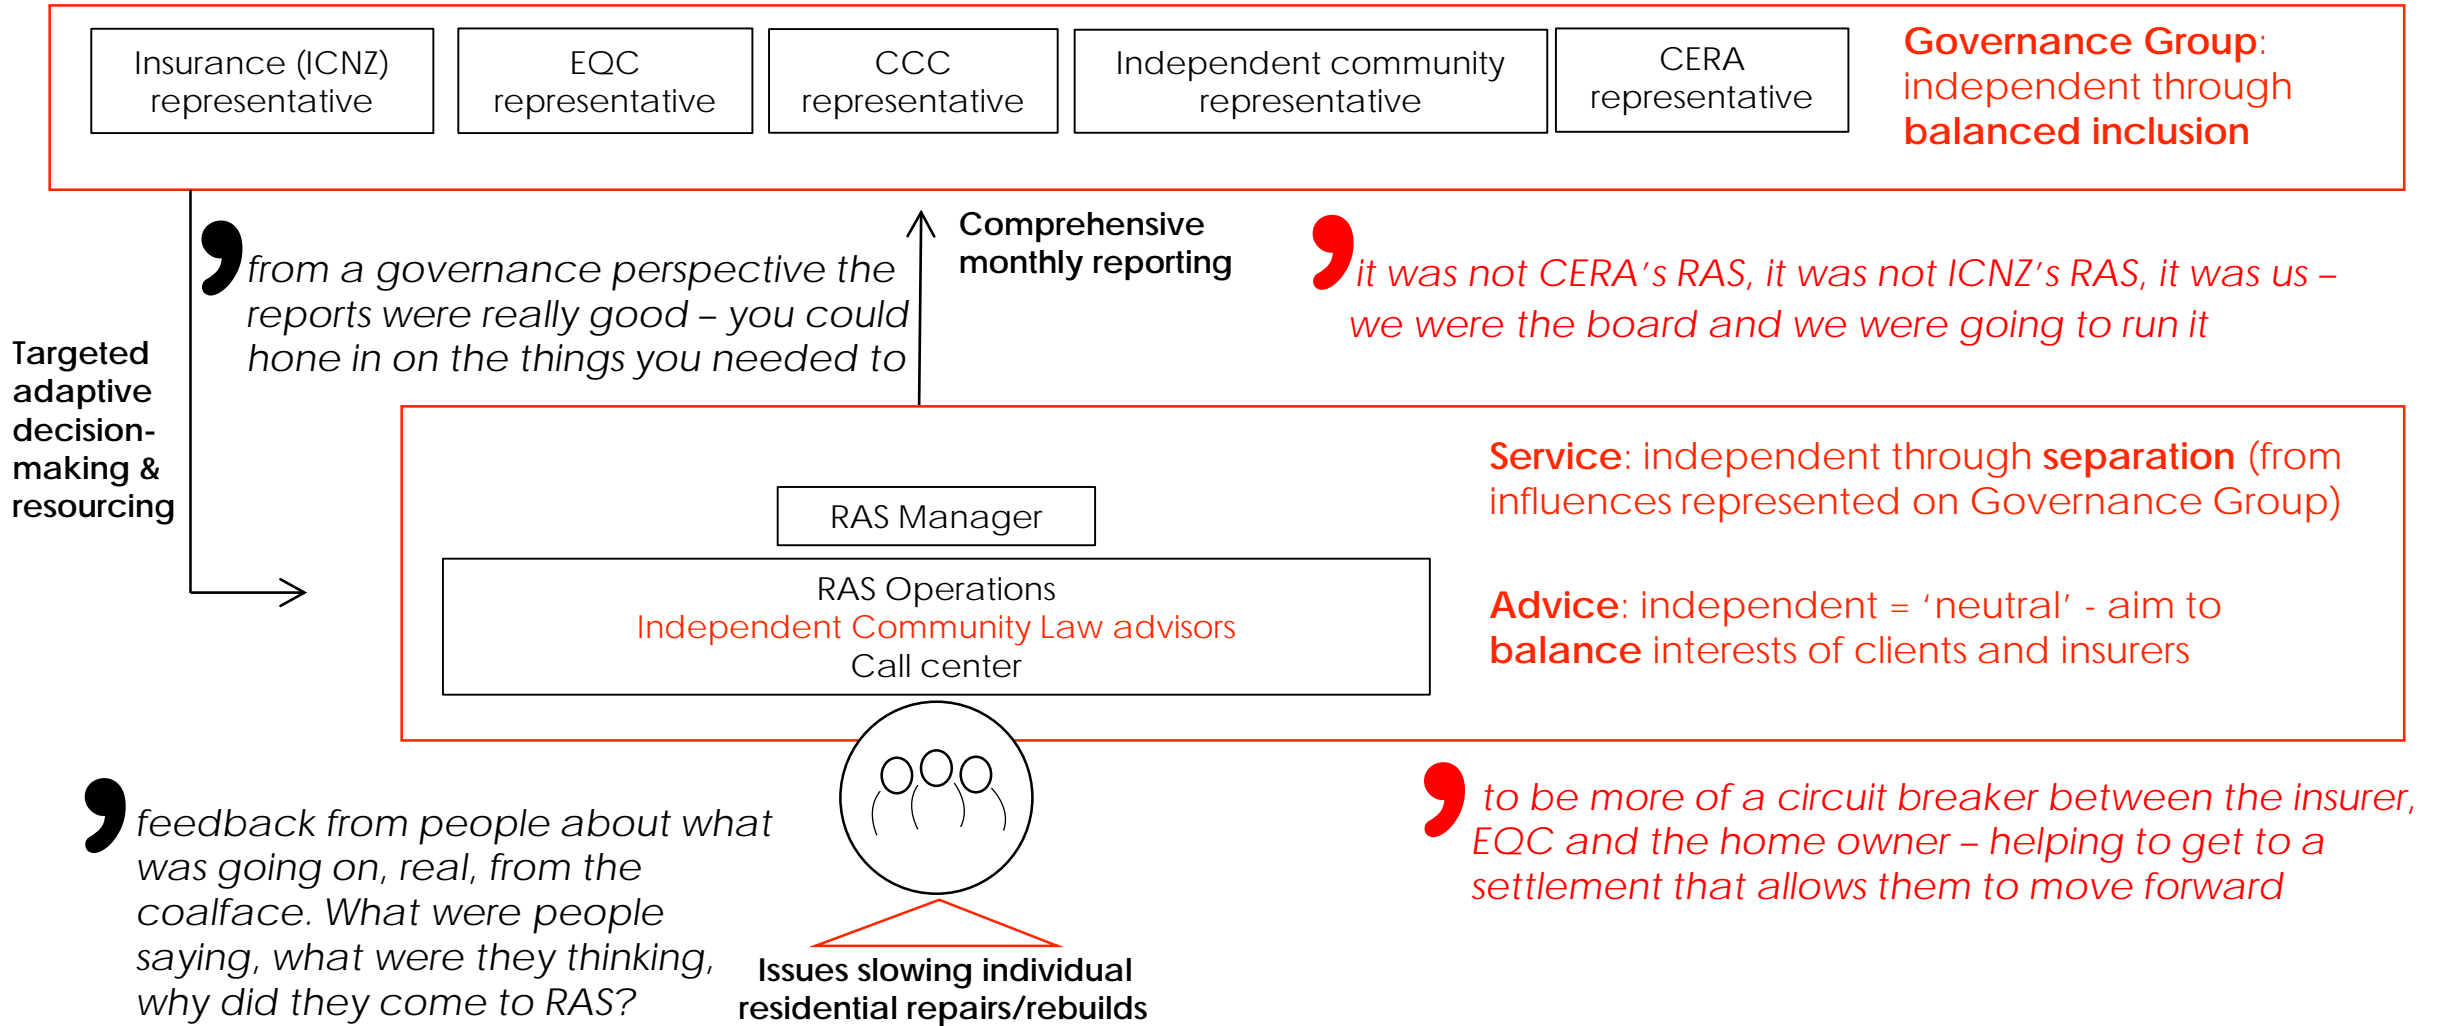 Insurance (ICNZ)
representative
EQC
representative
CCC
representative
Independent community
representative
CERA
representative
Governance Group:
independent through
balanced inclusion
Comprehensive
monthly reporting
’from a governance perspective the
reports were really good – you could
hone in on the things you needed to
’it was not CERA’s RAS, it was not ICNZ’s RAS, it was us –
we were the board and we were going to run it
Targeted
adaptive
decision-
making &
resourcing
RAS Manager
RAS Operations
Independent Community Law advisors
Call center
Service: independent through separation (from
influences represented on Governance Group)
Advice: independent = ‘neutral’ - aim to
balance interests of clients and insurers
’feedback from people about what
was going on, real, from the
coalface. What were people
saying, what were they thinking,
why did they come to RAS?
Issues slowing individual
residential repairs/rebuilds
’to be more of a circuit breaker between the insurer,
EQC and the home owner – helping to get to a
settlement that allows them to move forward